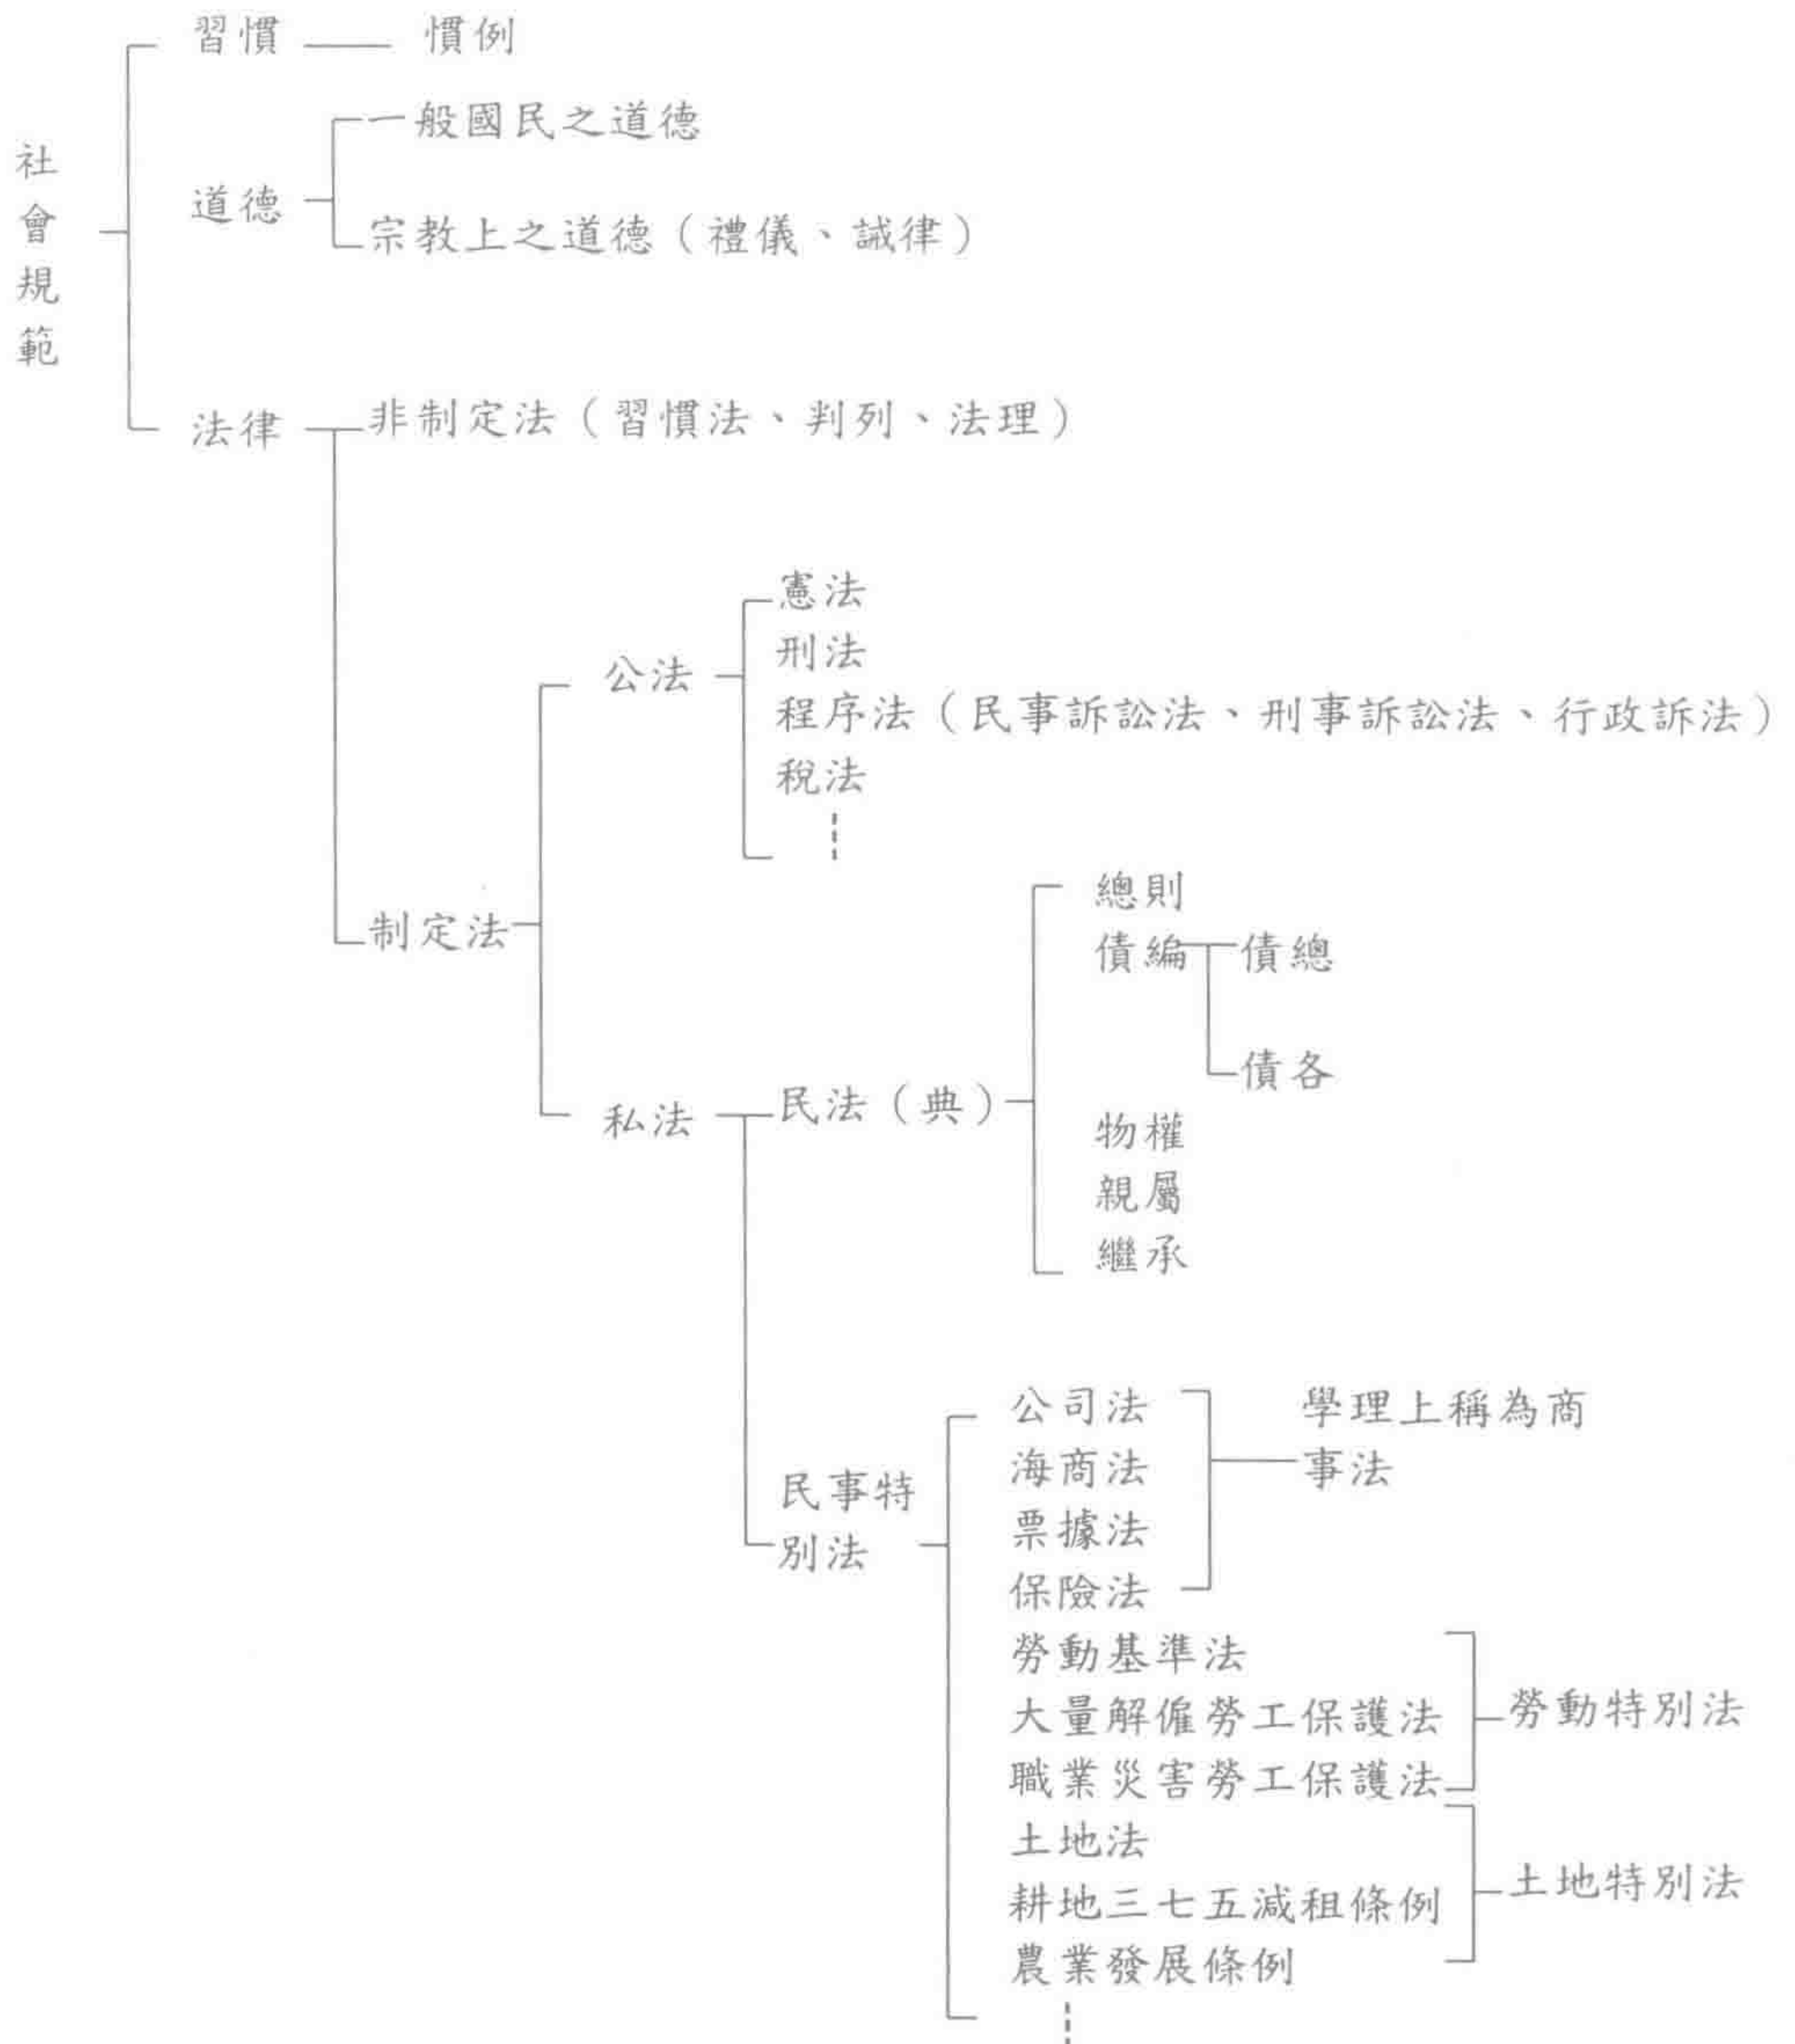 社會規範
習慣
慣例
道德
一般國民之道德
宗教上之道德（禮儀、誡律）
法律
非制定法（習慣法、判列、法理）
制定法
公法
憲法
刑法
程序法（民事訴訟法、刑事訴訟法、行政訴法）
稅法
私法
民法（典）
總則
債編
債總
債各
物權
親屬
繼承
民事特
別法
公司法
海商法
票據法
保險法
學理上稱為商
事法
勞動基準法
大量解僱勞工保護法
職業災害勞工保護法
勞動特別法
土地法
耕地三七五減租條例
農業發展條例
土地特別法